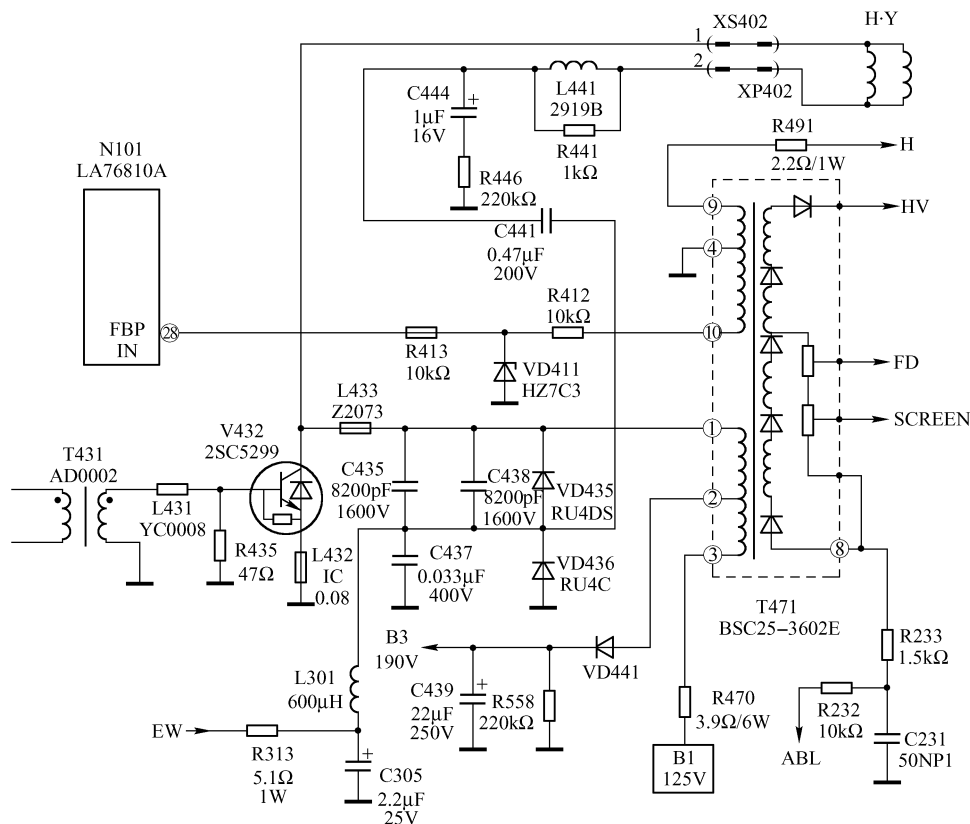 XS402
H·Y
1
2
XP402
C444
+
1μF
16V
L441
2919B
R441
1kΩ
R446
220kΩ
R491
2.2Ω/1W
H
N101
LA76810A
FBP
IN
28
C441
0.47μF
200V
9
4
10
HV
R412
10kΩ
R413
10kΩ
VD411
HZ7C3
FD
SCREEN
L433
Z2073
V432
2SC5299
T431
AD0002
L431
YC0008
R435
47Ω
L432
IC
0.08
C435
8200pF
1600V
C438
8200pF
1600V
VD435
RU4DS
C437
0.033μF
400V
VD436
RU4C
1
2
3
8
T471
BSC25-3602E
B3
190V
VD441
L301
600μH
C439
+
22μF
250V
R558
220kΩ
R470
3.9Ω/6W
B1
125V
R233
1.5kΩ
R232
10kΩ
ABL
C231
50NP1
EW
R313
5.1Ω
1W
+
C305
2.2μF
25V